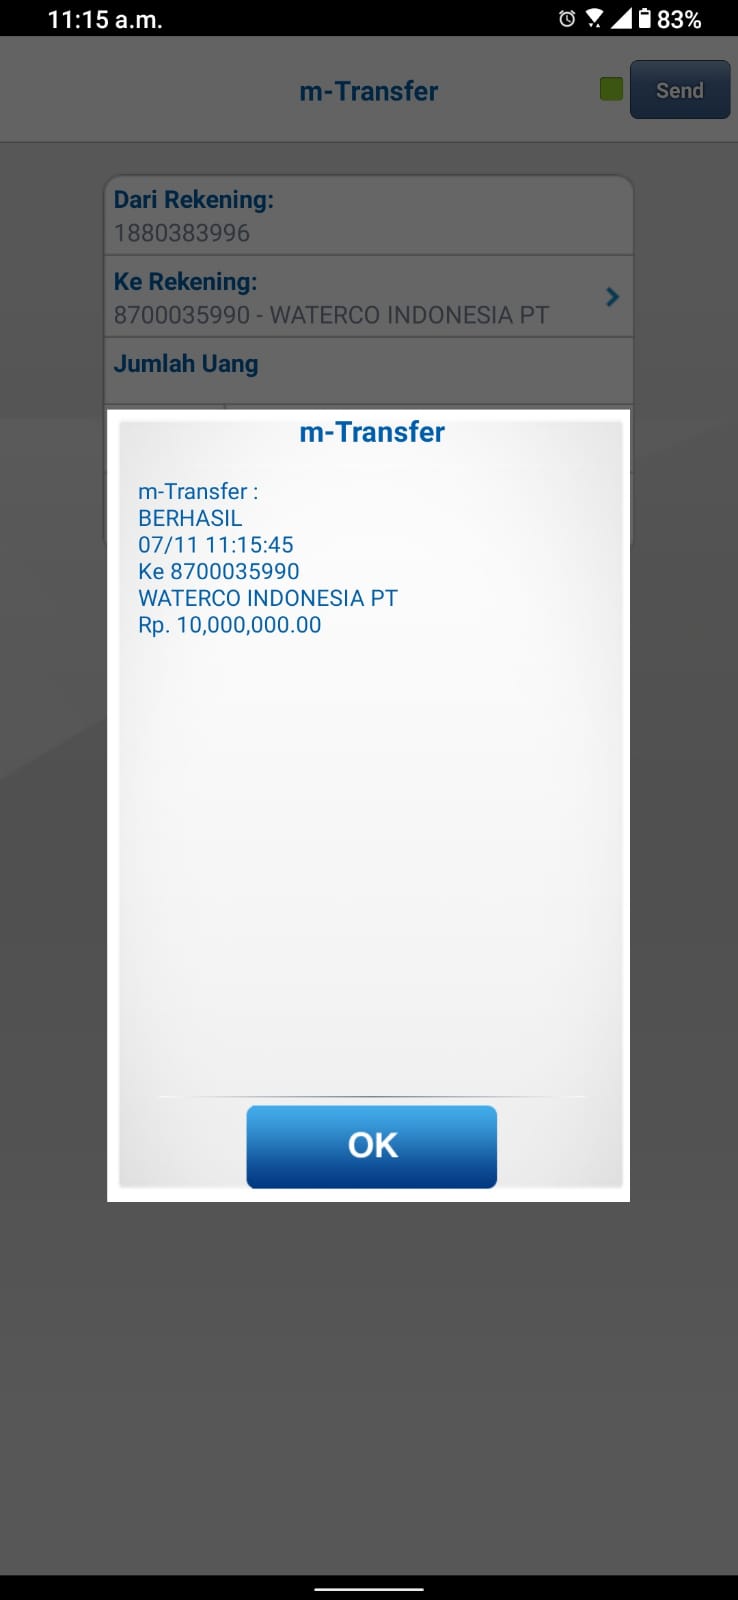 11:15 a.m.
83%
m-Transfer
Send
Dari Rekening:
1880383996
Ke Rekening:
8700035990 - WATERCO INDONESIA PT
Jumlah Uang
m-Transfer
m-Transfer :
BERHASIL
07/11 11:15:45
Ke 8700035990
WATERCO INDONESIA PT
Rp. 10,000,000.00
OK